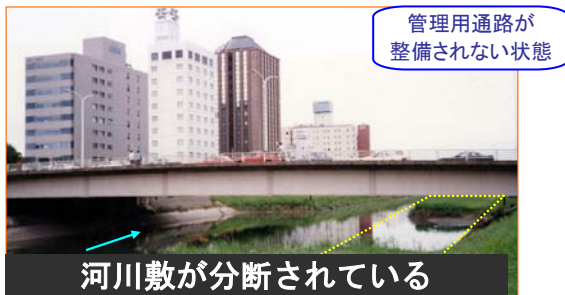 管理用通路が
整備されない状態
河川敷が分断されている